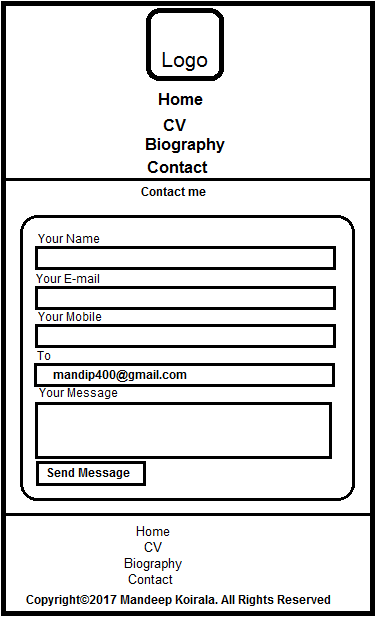 Logo
Home
CV
Biography
Contact
Contact me
Your Name
Your E-mail
Your Mobile
To
mandip400@gmail.com
Your Message
Send Message
Home
CV
Biography
Contact
Copyright©2017 Mandeep Koirala. All Rights Reserved